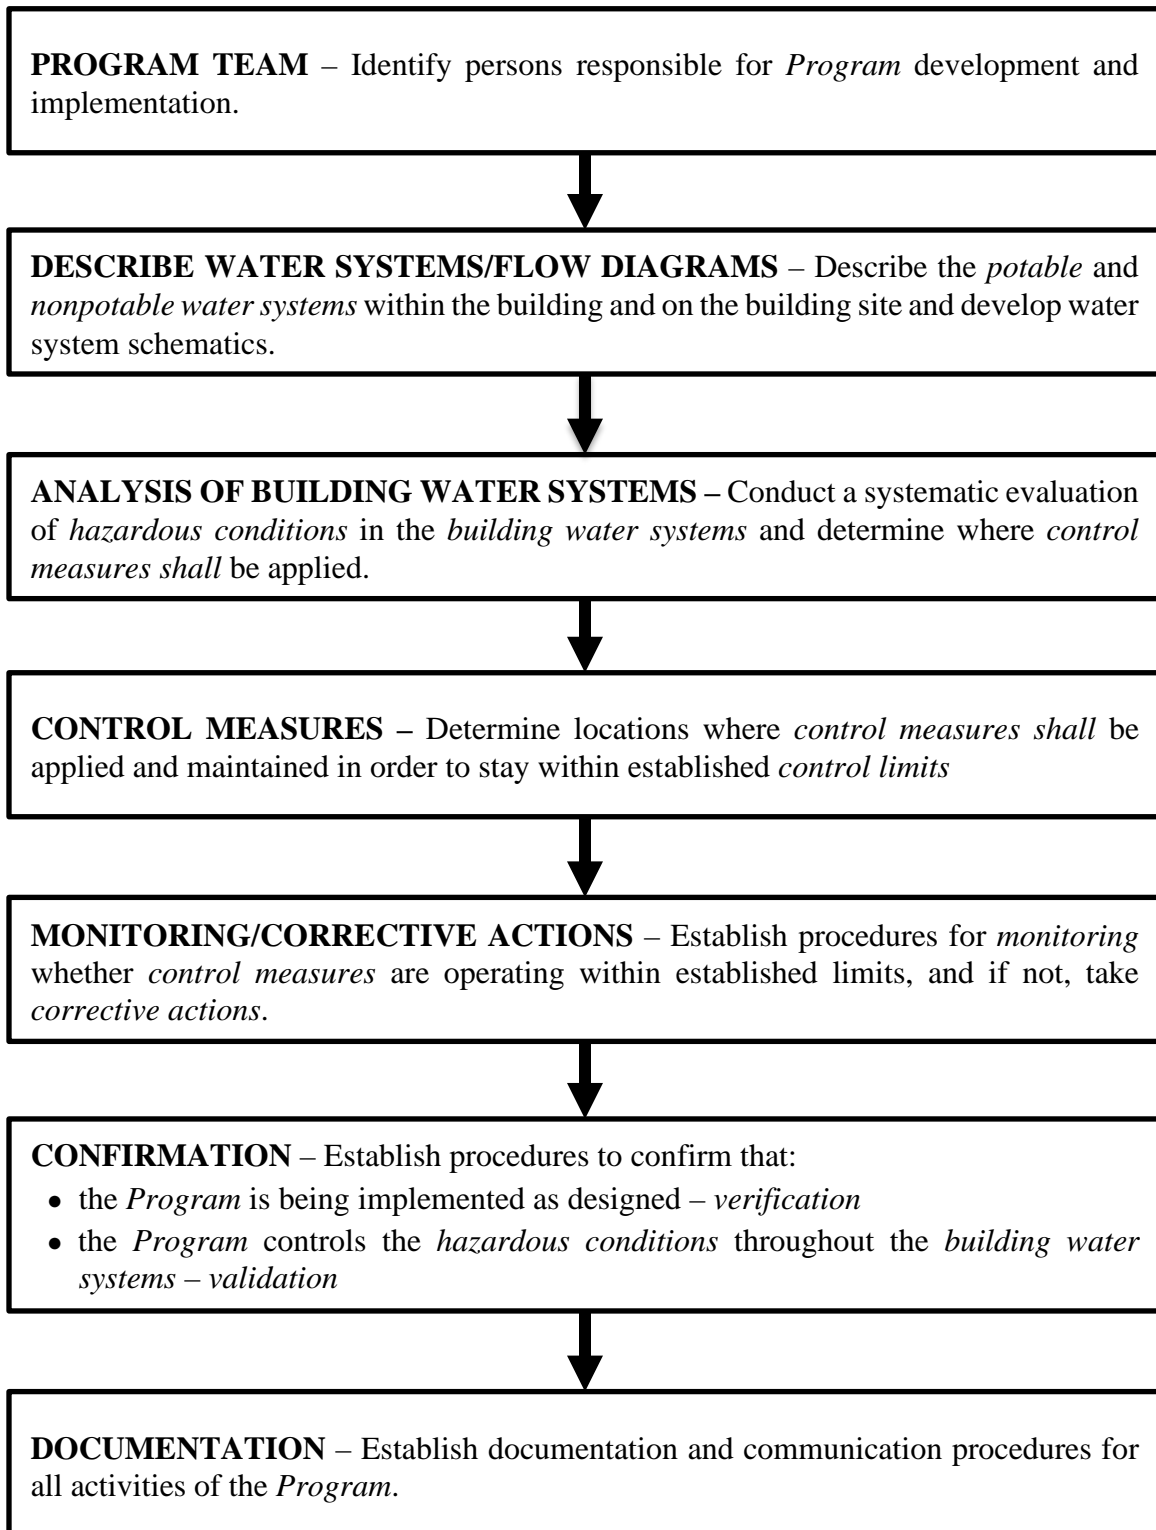 PROGRAM TEAM – Identify persons responsible for Program development and
implementation.
DESCRIBE WATER SYSTEMS/FLOW DIAGRAMS – Describe the potable and
nonpotable water systems within the building and on the building site and develop water
system schematics.
ANALYSIS OF BUILDING WATER SYSTEMS – Conduct a systematic evaluation
of hazardous conditions in the building water systems and determine where control
measures shall be applied.
CONTROL MEASURES – Determine locations where control measures shall be
applied and maintained in order to stay within established control limits
MONITORING/CORRECTIVE ACTIONS – Establish procedures for monitoring
whether control measures are operating within established limits, and if not, take
corrective actions.
CONFIRMATION – Establish procedures to confirm that:
• the Program is being implemented as designed – verification
• the Program controls the hazardous conditions throughout the building water
systems – validation
DOCUMENTATION – Establish documentation and communication procedures for
all activities of the Program.